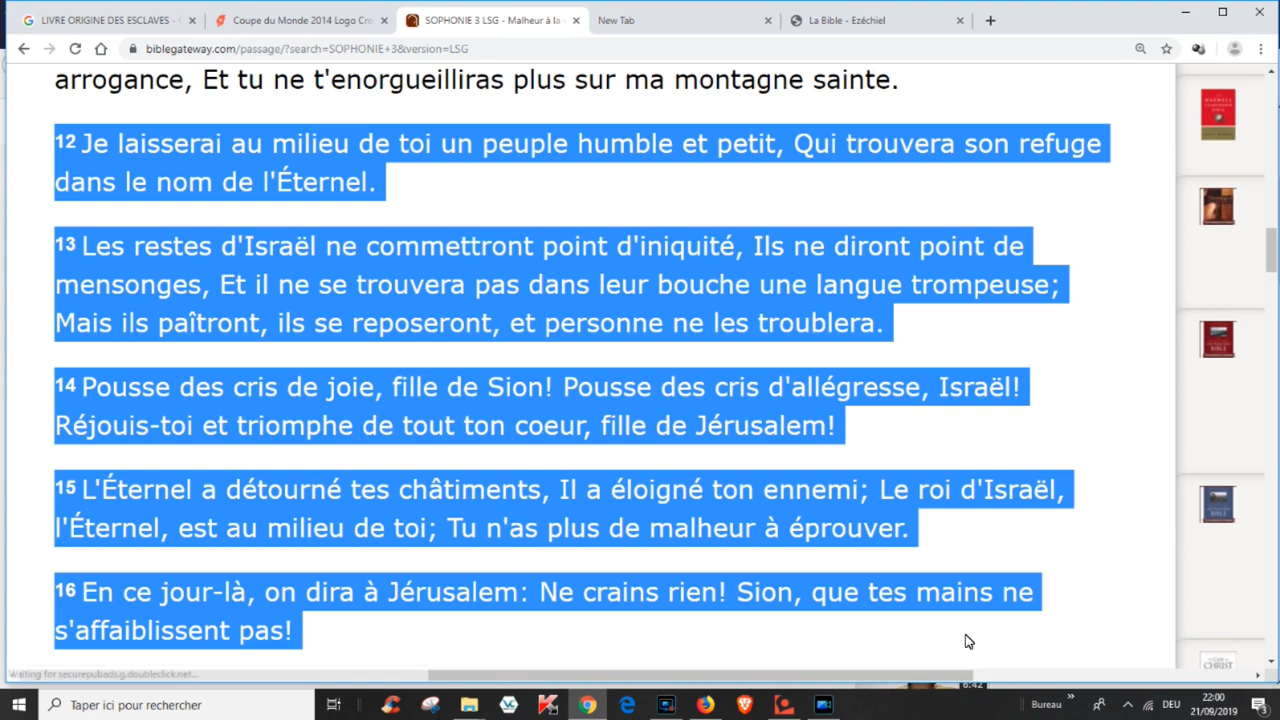 LIVRE ORIGINE DES ESCLAVES -
Coupe du Monde 2014 Logo Cre
SOPHONIE 3 LSG - Malheur à la
New Tab
La Bible - Ezéchiel
biblegateway.com/passage/?search=SOPHONIE+3&version=LSG
arrogance, Et tu ne t'enorgueilliras plus sur ma montagne sainte.
12 Je laisserai au milieu de toi un peuple humble et petit, Qui trouvera son refuge
dans le nom de l'Éternel.
13 Les restes d'Israël ne commettront point d'iniquité, Ils ne diront point de
mensonges, Et il ne se trouvera pas dans leur bouche une langue trompeuse;
Mais ils paîtront, ils se reposeront, et personne ne les troublera.
14 Pousse des cris de joie, fille de Sion! Pousse des cris d'allégresse, Israël!
Réjouis-toi et triomphe de tout ton coeur, fille de Jérusalem!
15 L'Éternel a détourné tes châtiments, Il a éloigné ton ennemi; Le roi d'Israël,
l'Éternel, est au milieu de toi; Tu n'as plus de malheur à éprouver.
16 En ce jour-là, on dira à Jérusalem: Ne crains rien! Sion, que tes mains ne
s'affaiblissent pas!
Waiting for securepubads.g.doubleclick.net...
Taper ici pour rechercher
Bureau
DEU
22:00
21/09/2019